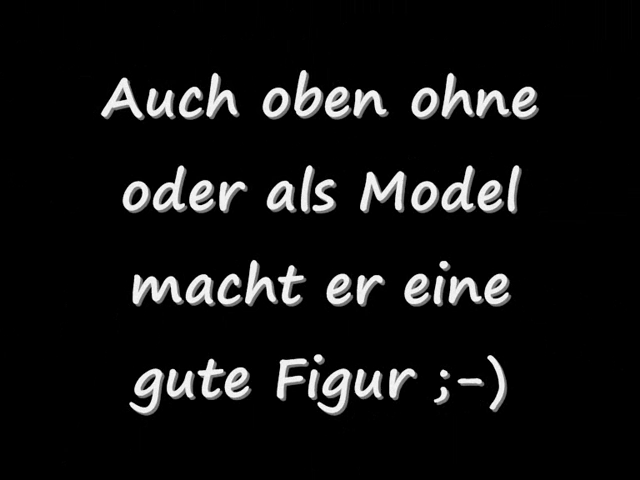 Auch oben ohne
oder als Model
macht er eine
gute Figur ;-)